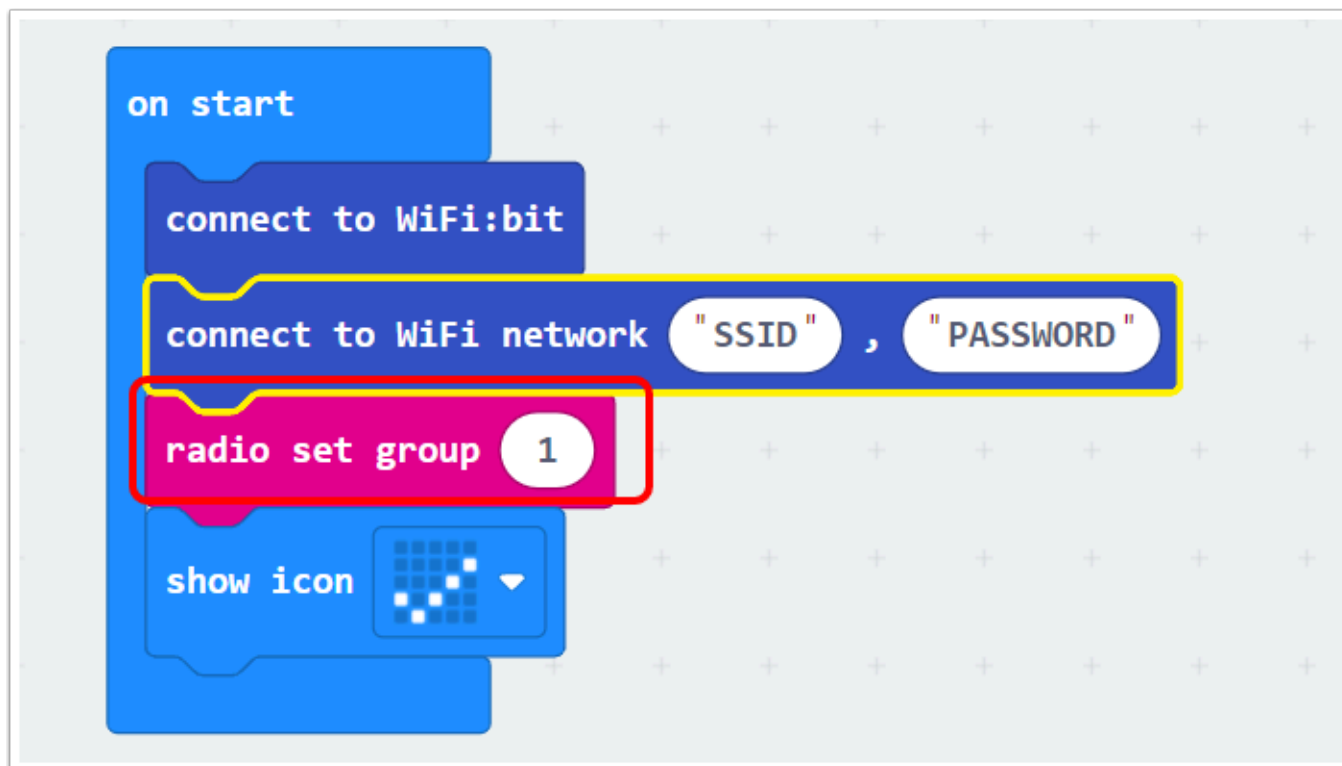 on start
connect to WiFi:bit
connect to WiFi network "SSID" , "PASSWORD"
radio set group 1
show icon